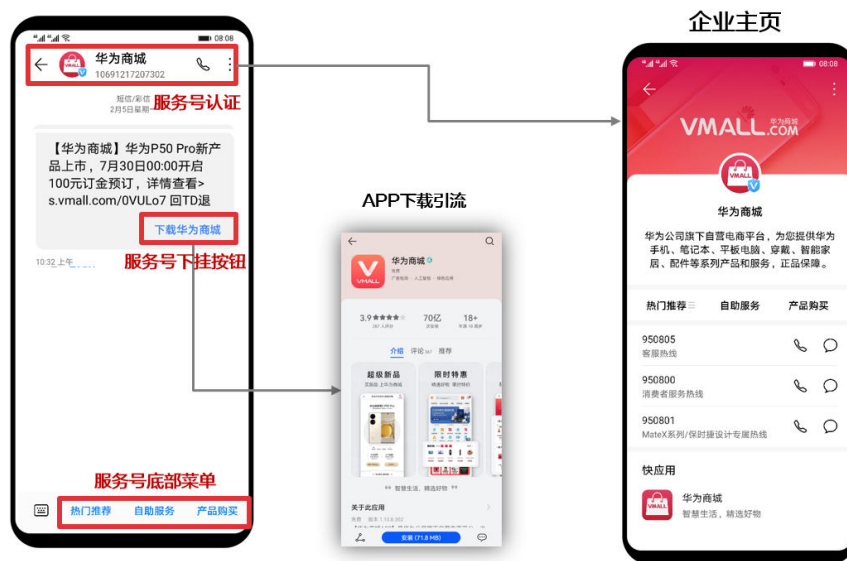 企业主页
08:08
华为商城
10691217207302
短信/彩信
2月5日星期一
服务号认证
【华为商城】华为P50 Pro新产
品上市，7月30日00:00开启
100元订金预订，详情查看>
s.vmall.com/0VULo7 回TD退
下载华为商城
10:32 上午
服务号下挂按钮
服务号底部菜单
热门推荐 自助服务 产品购买
APP下载引流
华为商城
VMALL
3.9★★★★ 70亿 18+
介绍 评论 推荐
超级新品 限时特惠
买新品 上华为商城
“ 智慧生活，精选好物 ”
关于此应用
安装 (71.8 MB)
08:08
VMALL.COM
华为商城
VMALL
华为商城
华为公司旗下自营电商平台，为您提供华为
手机、笔记本、平板电脑、穿戴、智能家
居、配件等系列产品和服务，正品保障。
热门推荐 自助服务 产品购买
950805
客服热线
950800
消费者服务热线
950801
MateX系列/保时捷设计专属热线
快应用
VMALL
华为商城
智慧生活，精选好物